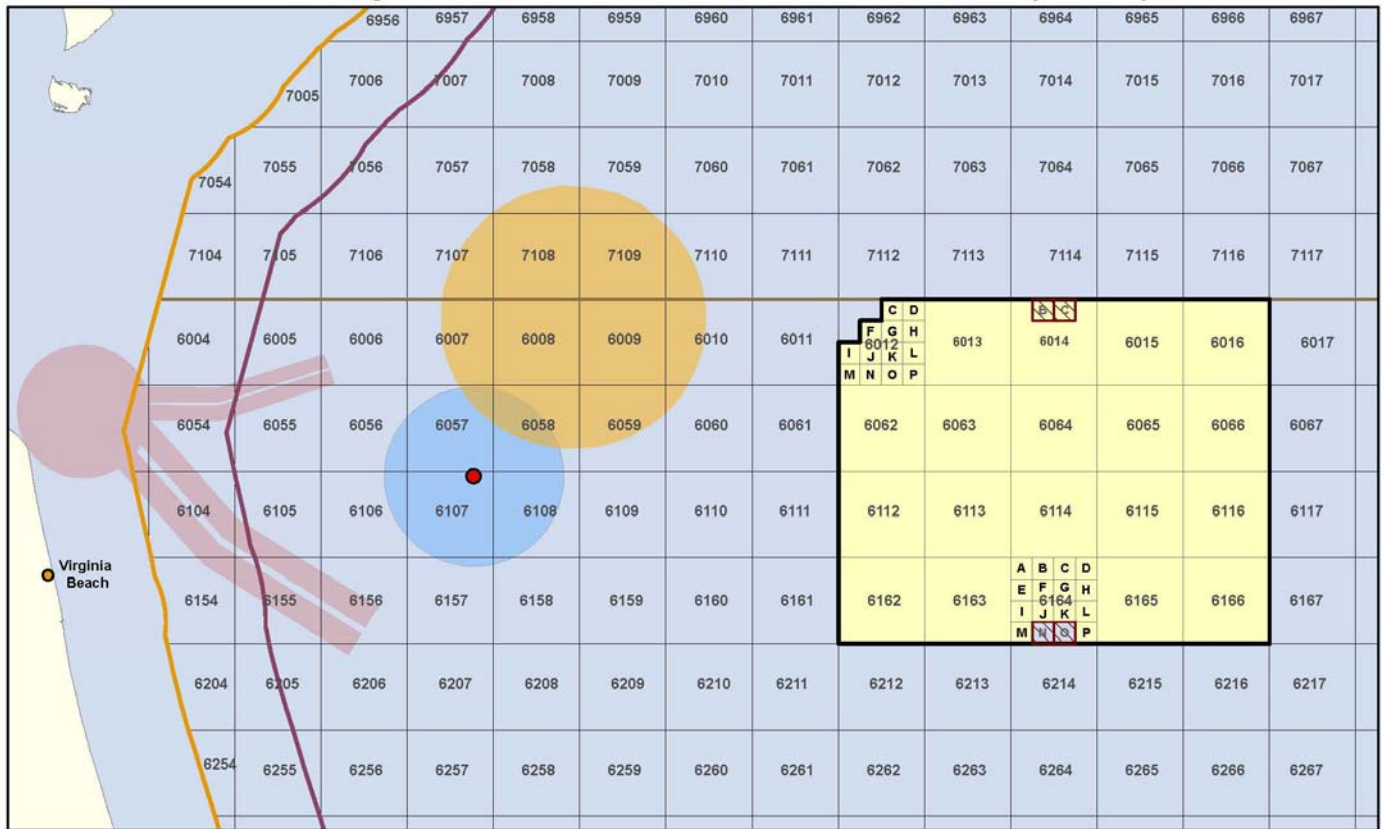 6956 6957 6958 6959 6960 6961 6962 6963 6964 6965 6966 6967
7005 7006 7007 7008 7009 7010 7011 7012 7013 7014 7015 7016 7017
7054 7055 7056 7057 7058 7059 7060 7061 7062 7063 7064 7065 7066 7067
7104 7105 7106 7107 7108 7109 7110 7111 7112 7113 7114 7115 7116 7117
C D B C
6004 6005 6006 6007 6008 6009 6010 6011 6012 6013 6014 6015 6016 6017
F G H
I J K L
M N O P
6054 6055 6056 6057 6058 6059 6060 6061 6062 6063 6064 6065 6066 6067
6104 6105 6106 6107 6108 6109 6110 6111 6112 6113 6114 6115 6116 6117
Virginia
Beach
A B C D
E F G H
6154 6155 6156 6157 6158 6159 6160 6161 6162 6163 6164 6165 6166 6167
I J K L
M N O P
6204 6205 6206 6207 6208 6209 6210 6211 6212 6213 6214 6215 6216 6217
6254 6255 6256 6257 6258 6259 6260 6261 6262 6263 6264 6265 6266 6267